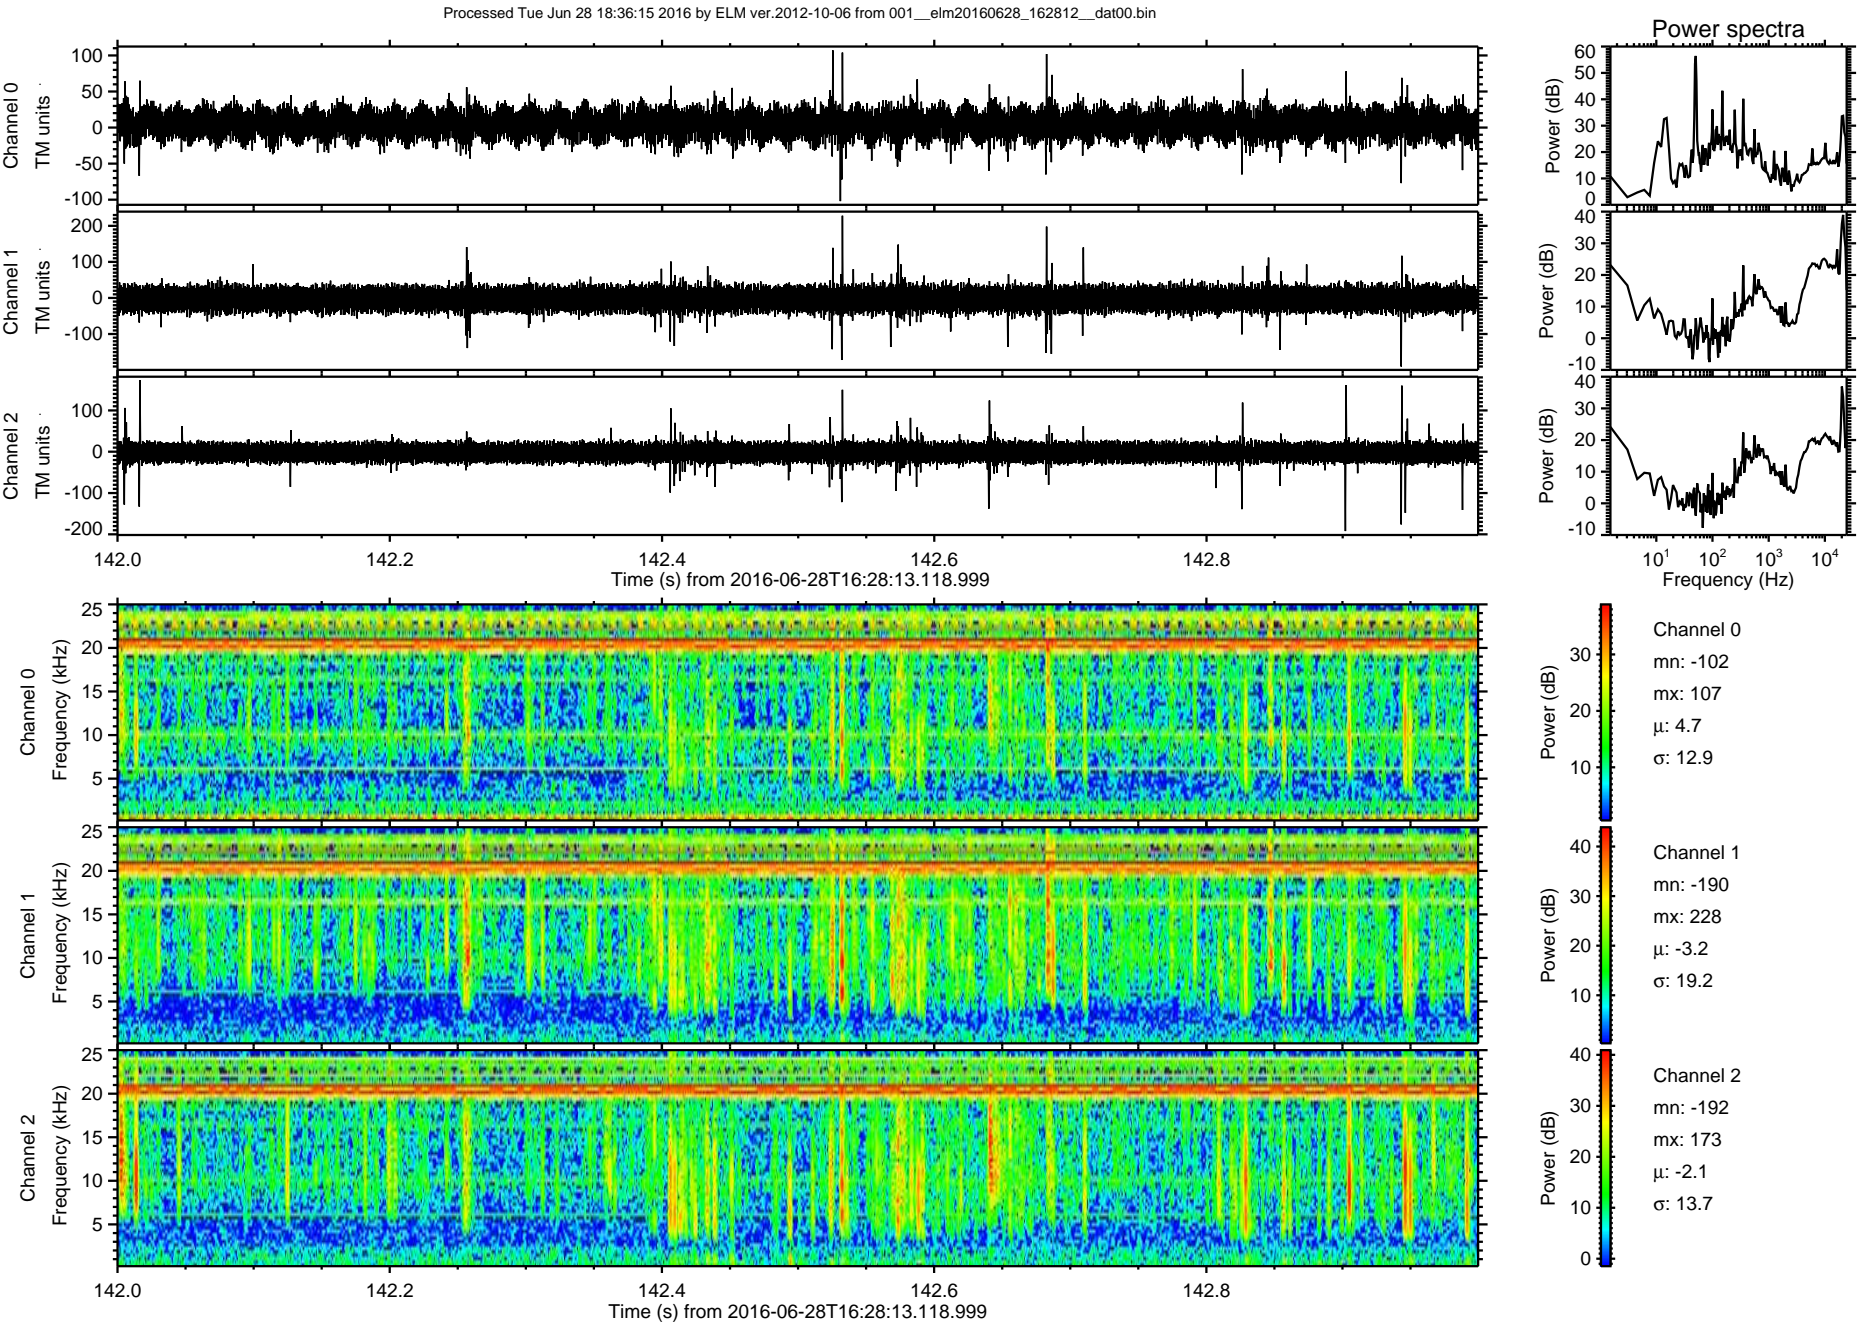 Processed Tue Jun 28 18:36:15 2016 by ELM ver.2012-10-06 from 001__elm20160628_162812__dat00.bin
Power spectra
Channel 0
TM units
100
50
0
-50
-100
Power (dB)
60
50
40
30
20
10
0
Channel 1
TM units
200
100
0
-100
Power (dB)
40
30
20
10
0
-10
Channel 2
TM units
100
0
-100
-200
Power (dB)
40
30
20
10
0
-10
142.0 142.2 142.4 142.6 142.8
Time (s) from 2016-06-28T16:28:13.118.999
10^1 10^2 10^3 10^4
Frequency (Hz)
Channel 0
Frequency (kHz)
25
20
15
10
5
Power (dB)
30
20
10
Channel 0
mn: -102
mx: 107
μ: 4.7
σ: 12.9
Channel 1
Frequency (kHz)
25
20
15
10
5
Power (dB)
40
30
20
10
Channel 1
mn: -190
mx: 228
μ: -3.2
σ: 19.2
Channel 2
Frequency (kHz)
25
20
15
10
5
Power (dB)
40
30
20
10
0
Channel 2
mn: -192
mx: 173
μ: -2.1
σ: 13.7
142.0 142.2 142.4 142.6 142.8
Time (s) from 2016-06-28T16:28:13.118.999